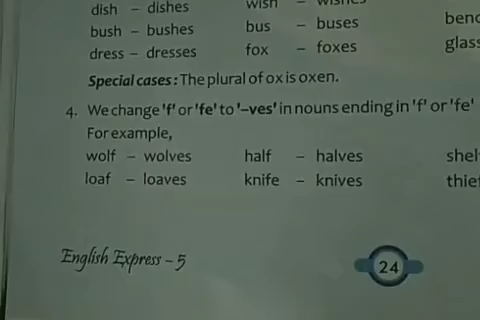 dish – dishes wish – wishes
bush – bushes bus – buses
dress – dresses fox – foxes
Special cases: The plural of ox is oxen.
4. We change 'f' or 'fe' to '–ves' in nouns ending in 'f' or 'fe'
For example,
wolf – wolves half – halves
loaf – loaves knife – knives
English Express – 5
24